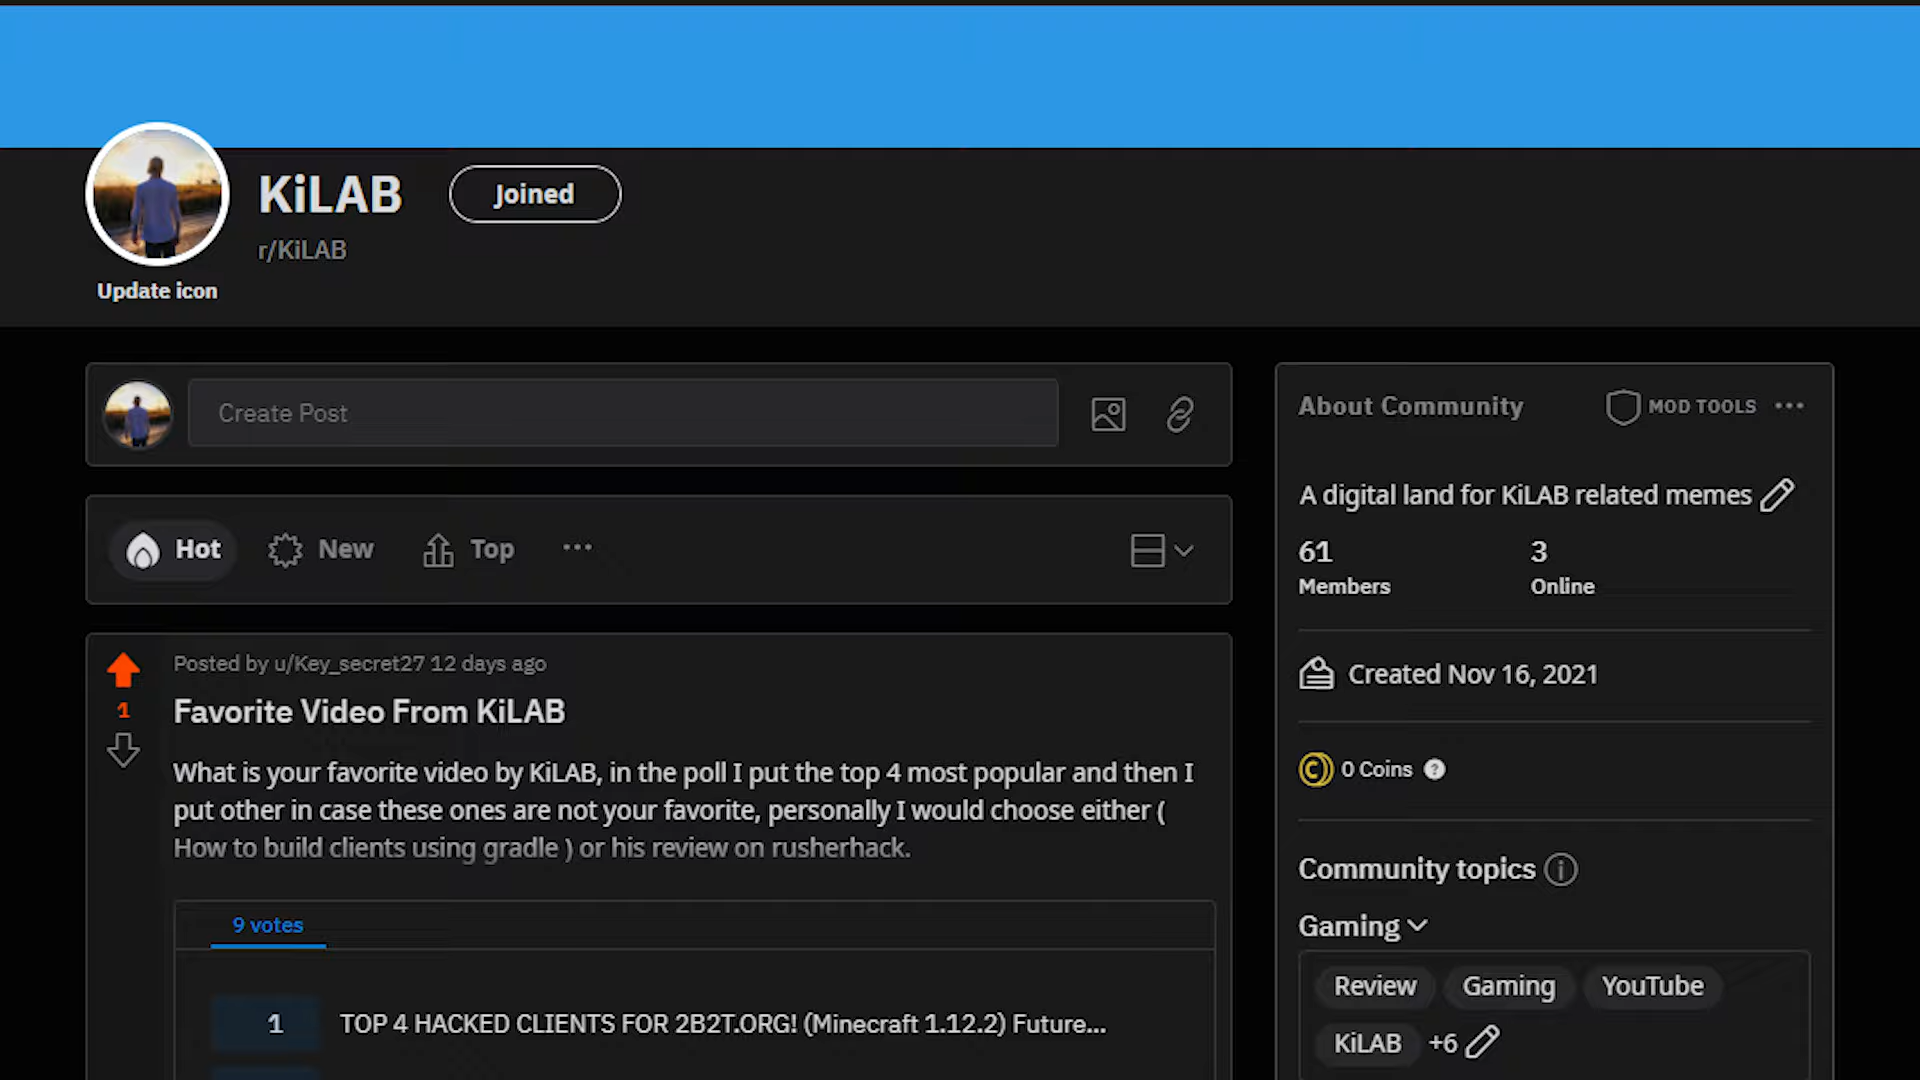 KiLAB
Joined
r/KiLAB
Update icon
Create Post
Hot
New
Top
Posted by u/Key_secret27 12 days ago
1
Favorite Video From KiLAB
What is your favorite video by KiLAB, in the poll I put the top 4 most popular and then I
put other in case these ones are not your favorite, personally I would choose either (
How to build clients using gradle ) or his review on rusherhack.
9 votes
1
TOP 4 HACKED CLIENTS FOR 2B2T.ORG! (Minecraft 1.12.2) Future...
About Community
MOD TOOLS
A digital land for KiLAB related memes
61
Members
3
Online
Created Nov 16, 2021
0 Coins
Community topics
Gaming
Review
Gaming
YouTube
KiLAB
+6